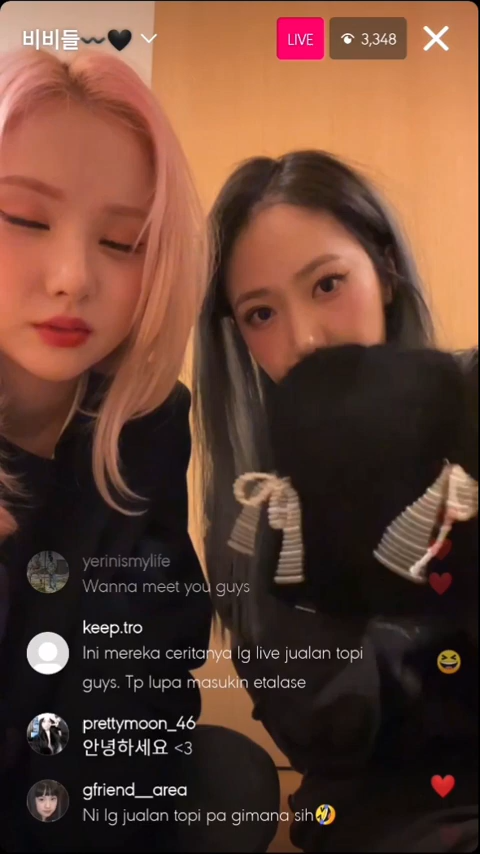 비비들〰️🖤
LIVE
3,348
yerinismylife
Wanna meet you guys
keep.tro
Ini mereka ceritanya lg live jualan topi
guys. Tp lupa masukin etalase
prettymoon_46
안녕하세요 <3
gfriend__area
Ni lg jualan topi pa gimana sih🤣